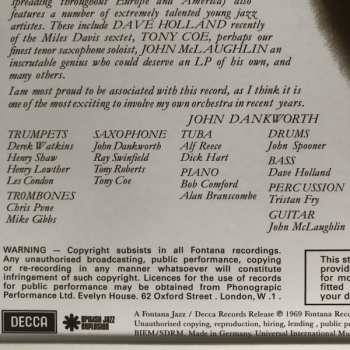 spreading throughout Europe and America) also
features a number of extremely talented young jazz
artistes. These include DAVE HOLLAND recently
of the Miles Davis sextet, TONY COE, perhaps our
finest tenor saxophone soloist, JOHN McLAUGHLIN an
inscrutable genius who could deserve an LP of his own, and
many others.
I am most proud to be associated with this record, as I think it is
one of the most exciting to involve my own orchestra in recent years.
JOHN DANKWORTH
TRUMPETS
Derek Watkins
Henry Shaw
Henry Lowther
Les Condon
TROMBONES
Chris Pyne
Mike Gibbs
SAXOPHONE
John Dankworth
Ray Swinfield
Tony Roberts
Tony Coe
TUBA
Alf Reece
Dick Hart
PIANO
Bob Comford
Alan Branscombe
DRUMS
John Spooner
BASS
Dave Holland
PERCUSSION
Tristan Fry
GUITAR
John McLaughlin
WARNING — Copyright subsists in all Fontana recordings.
Any unauthorised broadcasting, public performance, copying
or re-recording in any manner whatsoever will constitute
infringement of such copyright. Licences for the use of records
for public performance may be obtained from Phonograpic
Performance Ltd. Evelyn House. 62 Oxford Street . London, W .1 .
This st
provid
for mo
fitted
your d
DECCA
SPLASH JAZZ
EXPLOSION
A Fontana Jazz / Decca Records Release ℗ 1969 Fontana Record
Unauthorised copying, reproduction, hiring, lending , public p
BIEM/SDRM. Made in Germany. Universal International Mu